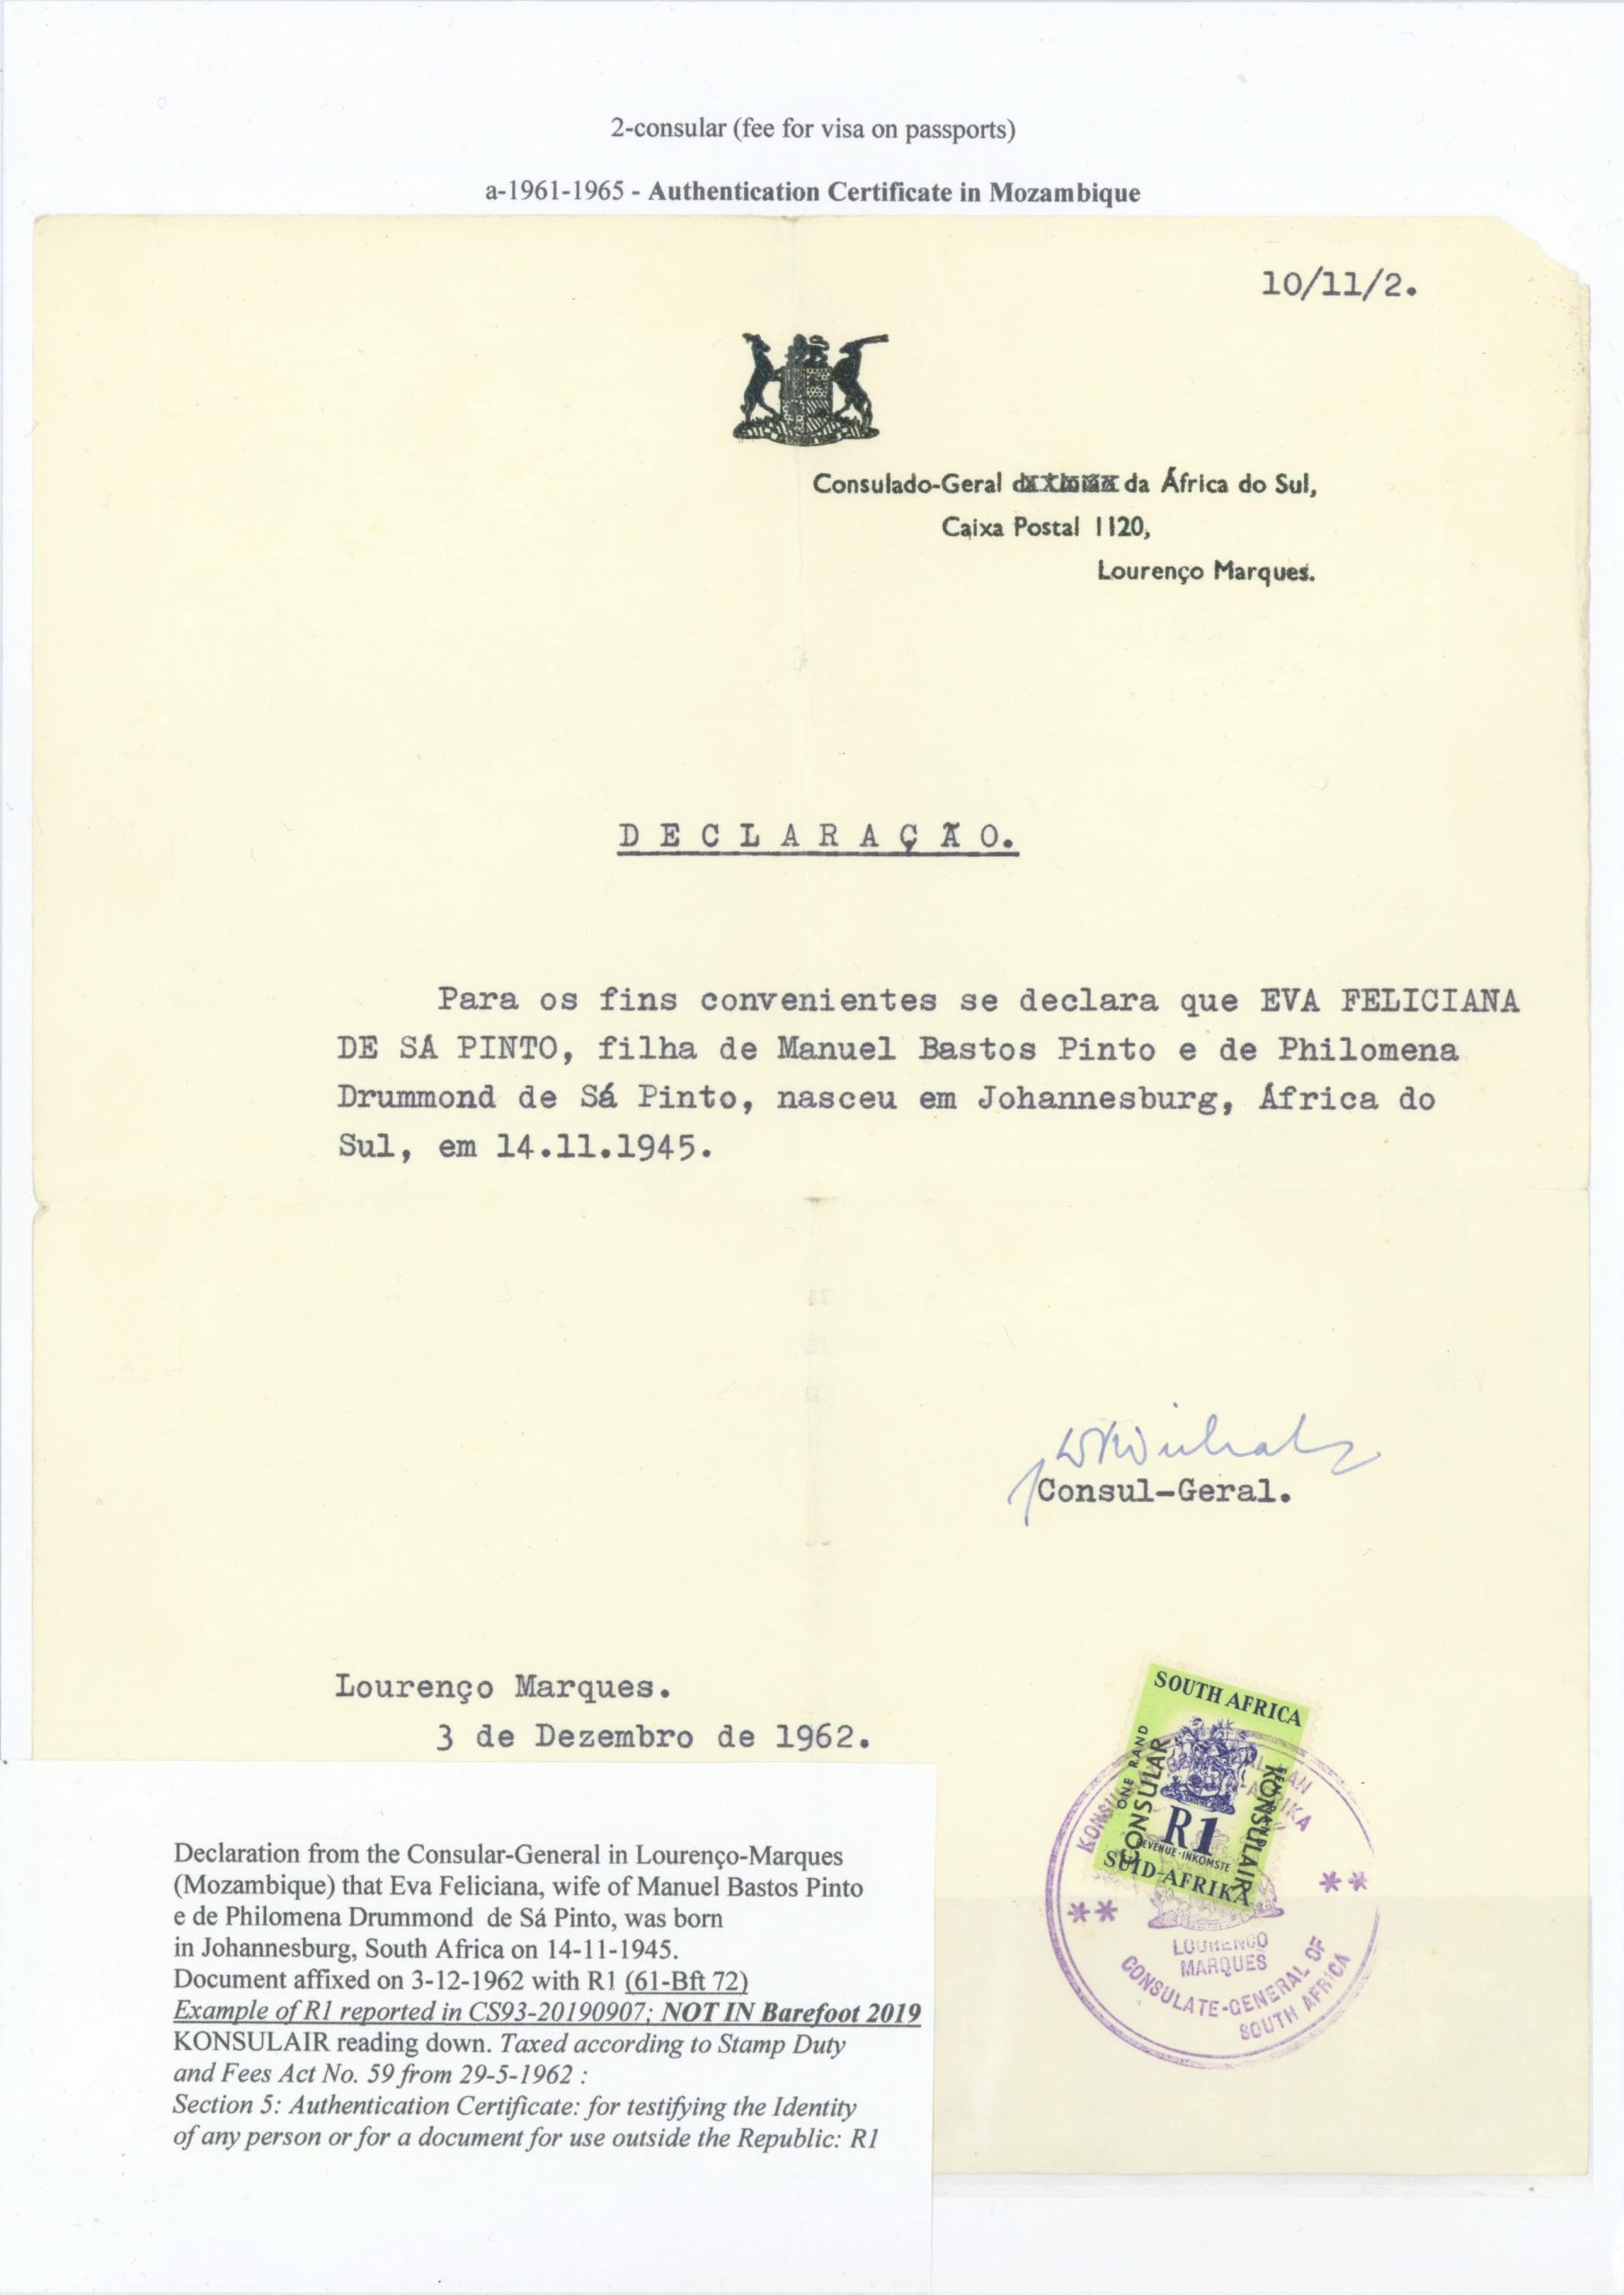 2-consular (fee for visa on passports)
a-1961-1965 - Authentication Certificate in Mozambique
10/11/2.
Consulado-Geral da África do Sul,
Caixa Postal 1120,
Lourenço Marques.
DECLARAÇÃO.
Para os fins convenientes se declara que EVA FELICIANA
DE SÁ PINTO, filha de Manuel Bastos Pinto e de Philomena
Drummond de Sá Pinto, nasceu em Johannesburg, África do
Sul, em 14.11.1945.
Consul-Geral.
Lourenço Marques.
3 de Dezembro de 1962.
SOUTH AFRICA
ONE RAND
CONSULAR
KONSULAIR
R1
REVENUE-INKOMSTE
SUID-AFRIKA
LOURENCO
MARQUES
CONSULATE-GENERAL OF
SOUTH AFRICA
Declaration from the Consular-General in Lourenço-Marques
(Mozambique) that Eva Feliciana, wife of Manuel Bastos Pinto
e de Philomena Drummond de Sá Pinto, was born
in Johannesburg, South Africa on 14-11-1945.
Document affixed on 3-12-1962 with R1 (61-Bft 72)
Example of R1 reported in CS93-20190907; NOT IN Barefoot 2019
KONSULAIR reading down. Taxed according to Stamp Duty
and Fees Act No. 59 from 29-5-1962 :
Section 5: Authentication Certificate: for testifying the Identity
of any person or for a document for use outside the Republic: R1